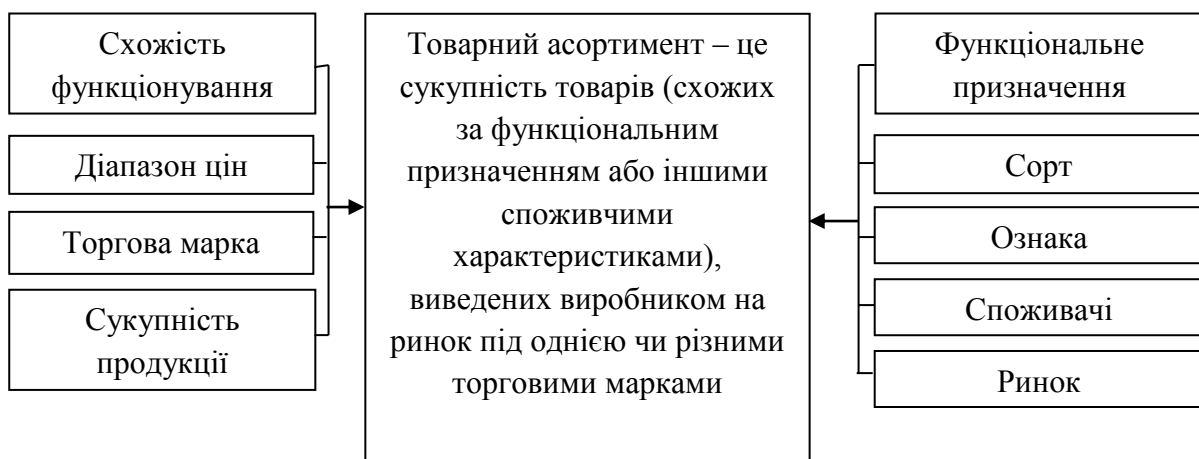 Схожість
функціонування
Діапазон цін
Торгова марка
Сукупність
продукції
Товарний асортимент – це
сукупність товарів (схожих
за функціональним
призначенням або іншими
споживчими
характеристиками),
виведених виробником на
ринок під однією чи різними
торговими марками
Функціональне
призначення
Сорт
Ознака
Споживачі
Ринок